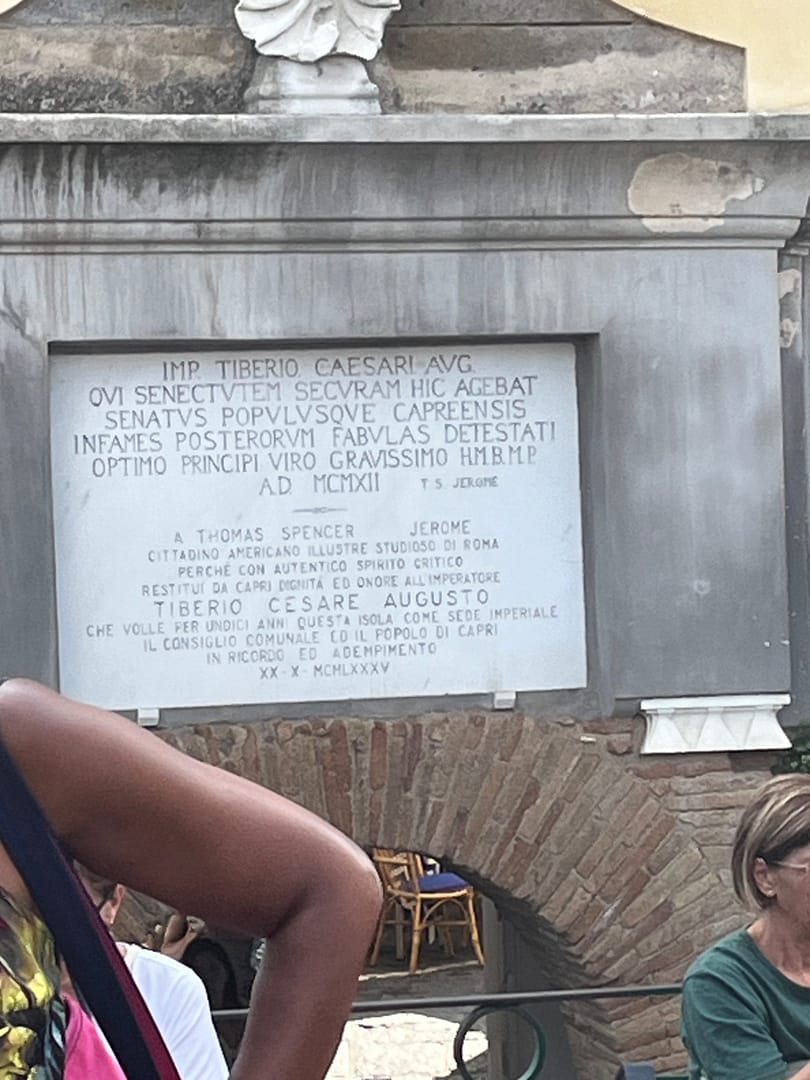 IMP. TIBERIO CAESARI AVG.
QVI SENECTVTEM SECVRAM HIC AGEBAT
SENATVS POPVLVSQVE CAPREENSIS
INFAMES POSTERORVM FABVLAS DETESTATI
OPTIMO PRINCIPI VIRO GRAVISSIMO H.M.B.M.P.
A.D. MCMXII T. S. JEROME
A THOMAS SPENCER JEROME
CITTADINO AMERICANO ILLUSTRE STUDIOSO DI ROMA
PERCHÉ CON AUTENTICO SPIRITO CRITICO
RESTITUÌ DA CAPRI DIGNITÀ ED ONORE ALL'IMPERATORE
TIBERIO CESARE AUGUSTO
CHE VOLLE PER UNDICI ANNI QUESTA ISOLA COME SEDE IMPERIALE
IL CONSIGLIO COMUNALE ED IL POPOLO DI CAPRI
IN RICORDO ED ADEMPIMENTO
XX - X - MCMLXXXV